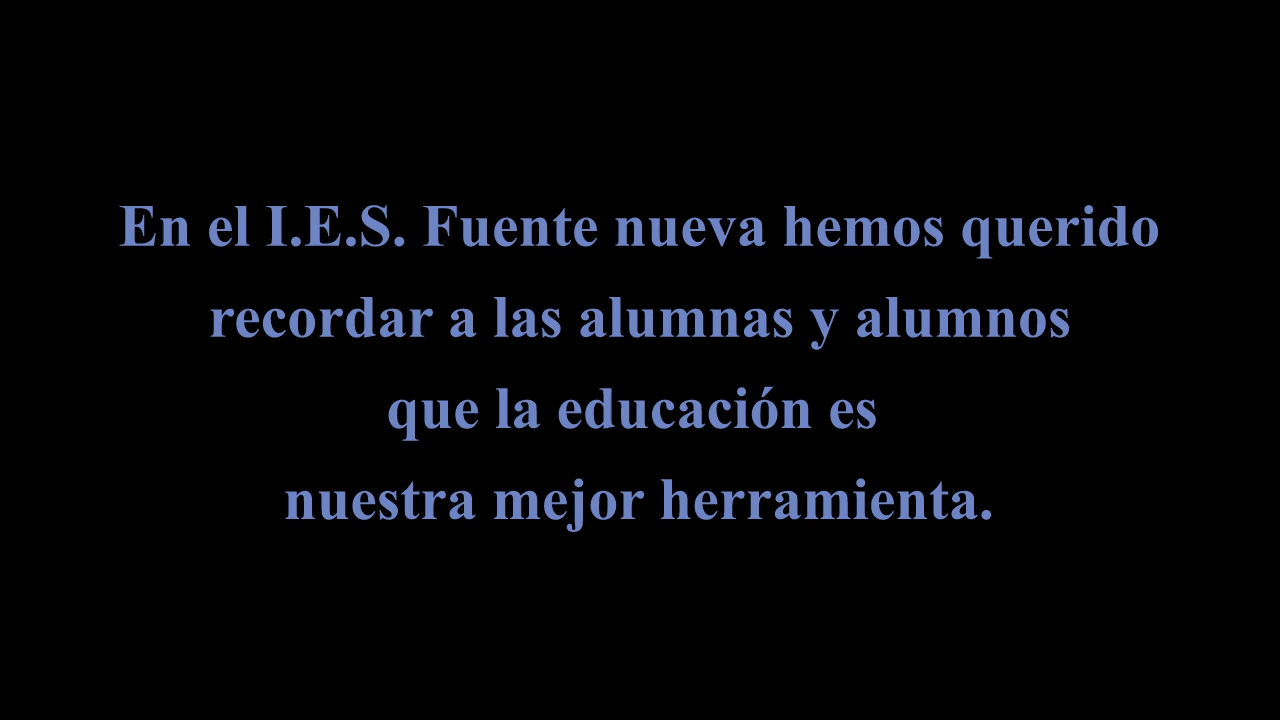 En el I.E.S. Fuente nueva hemos querido
recordar a las alumnas y alumnos
que la educación es
nuestra mejor herramienta.